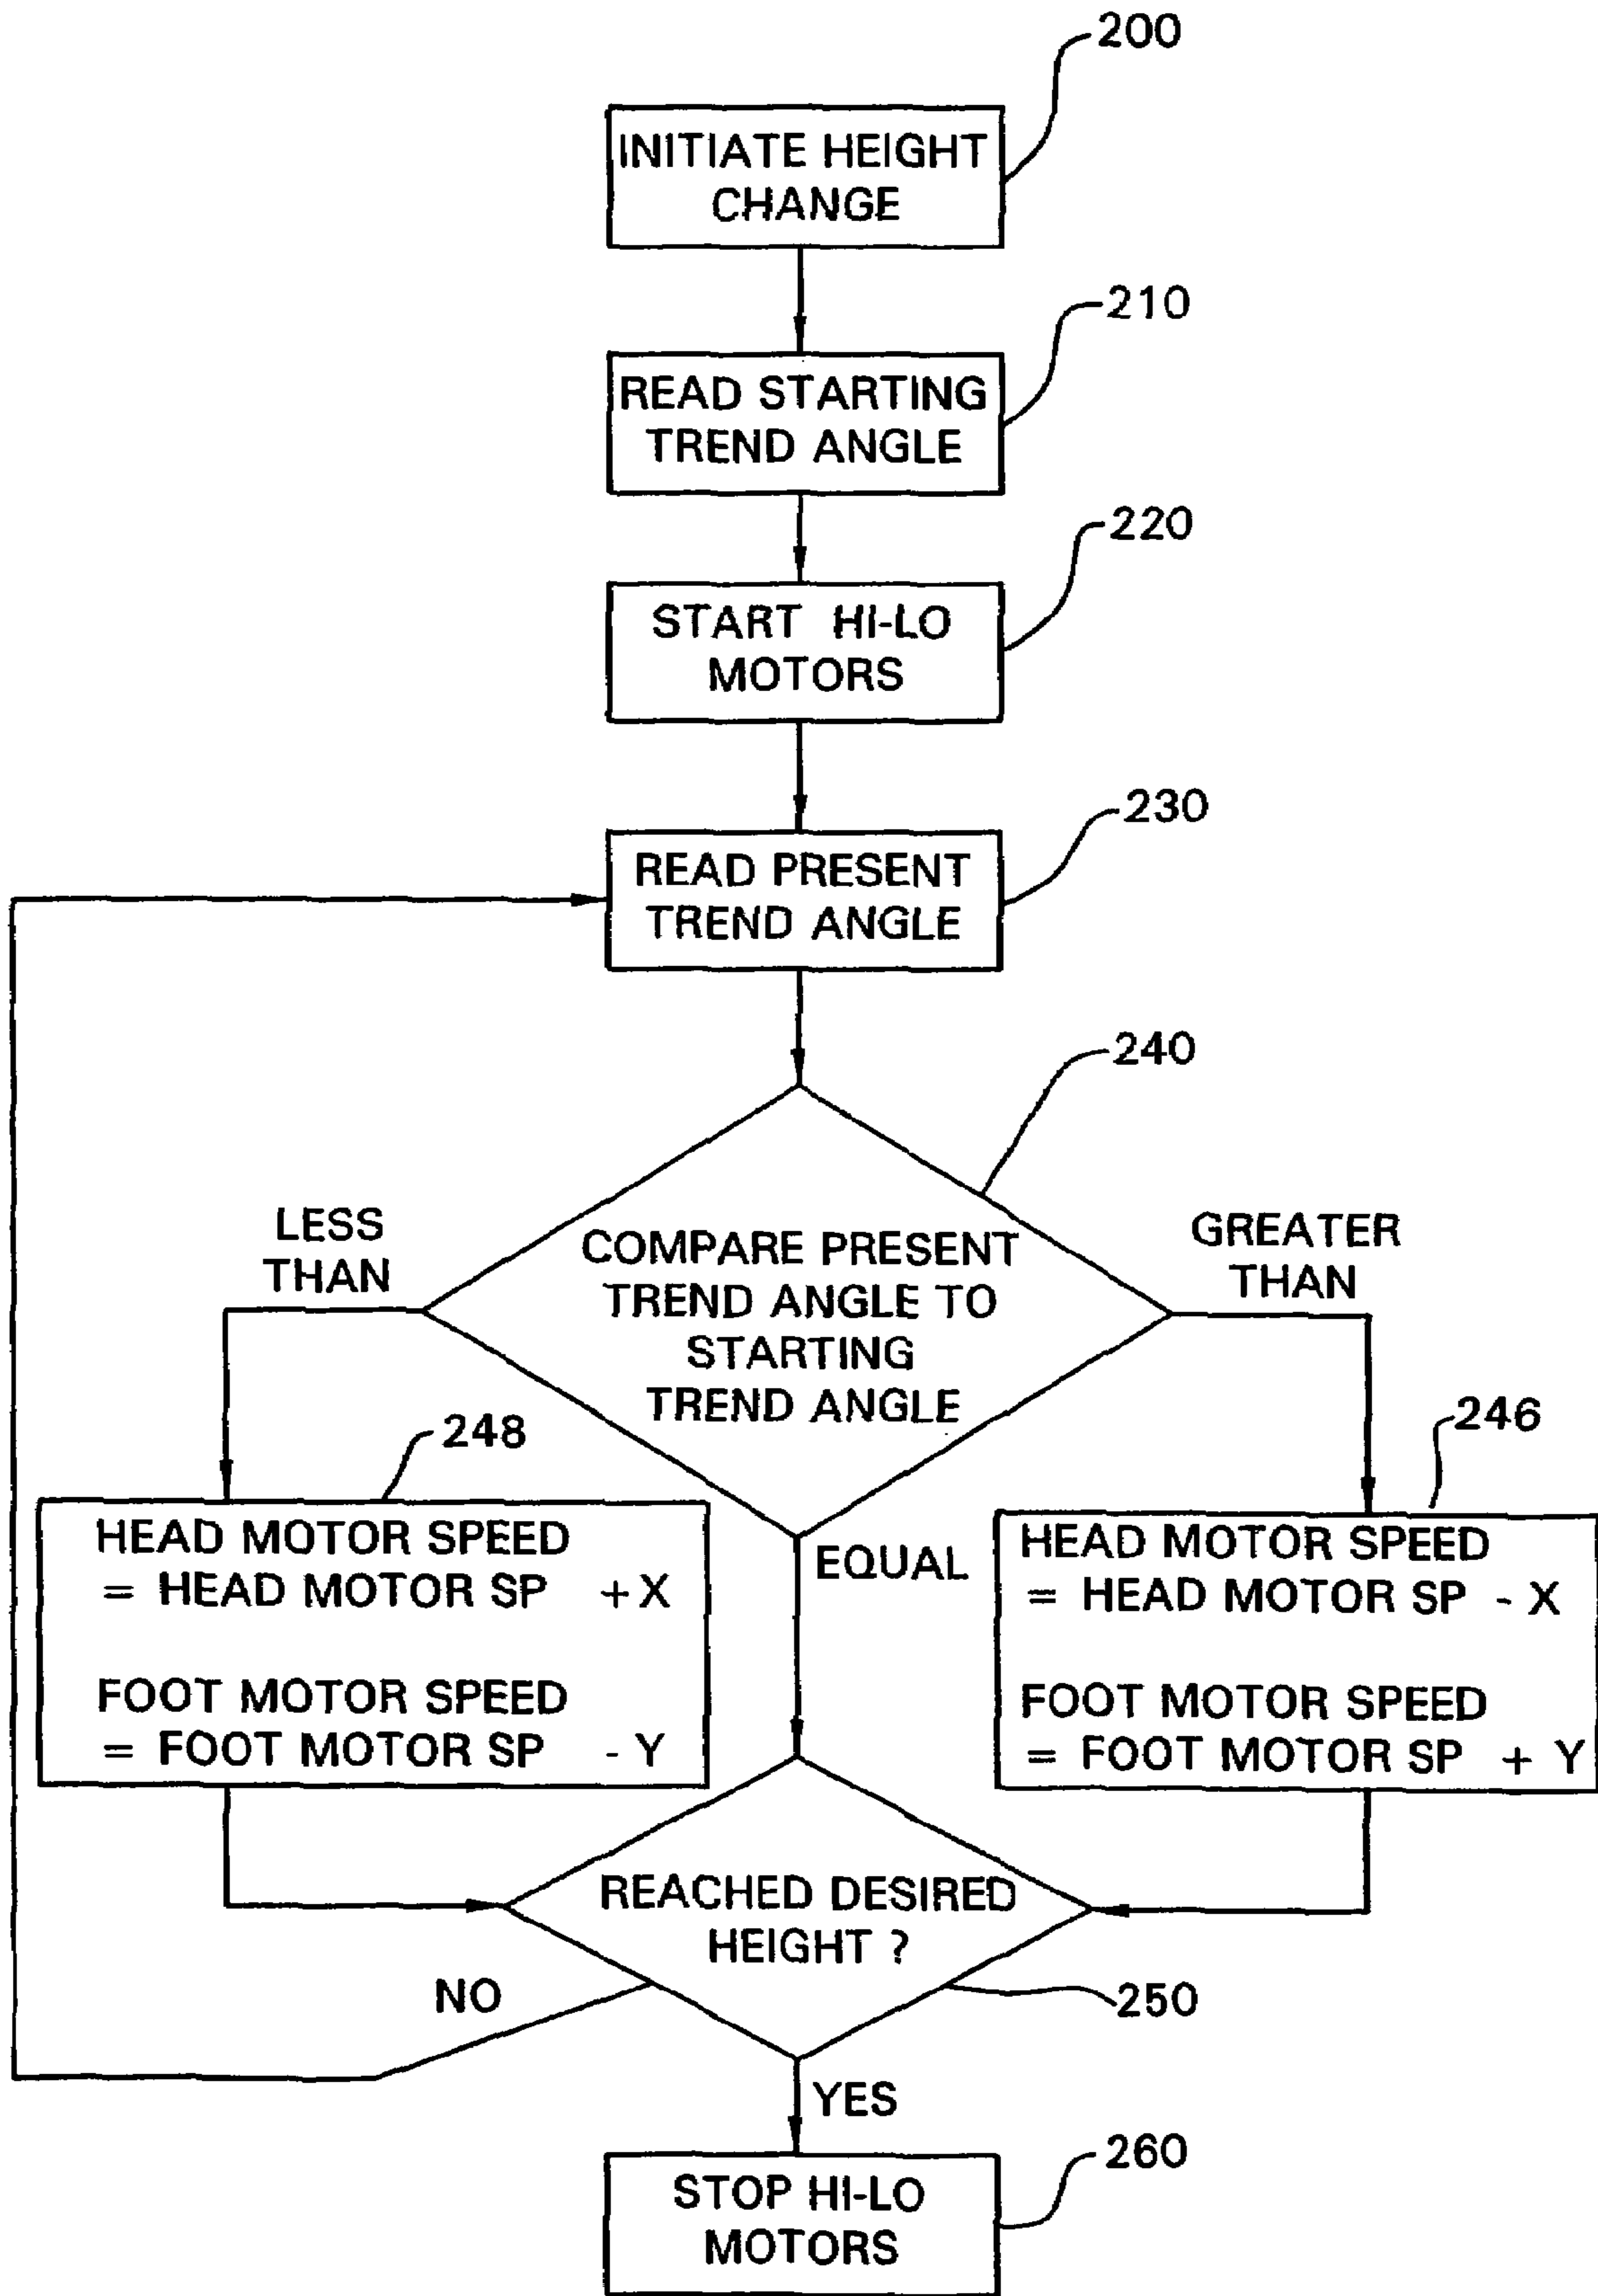 200
INITIATE HEIGHT
CHANGE
210
READ STARTING
TREND ANGLE
220
START HI-LO
MOTORS
230
READ PRESENT
TREND ANGLE
240
LESS
THAN
COMPARE PRESENT
TREND ANGLE TO
STARTING
TREND ANGLE
GREATER
THAN
248
246
HEAD MOTOR SPEED
= HEAD MOTOR SP +X
FOOT MOTOR SPEED
= FOOT MOTOR SP - Y
EQUAL
HEAD MOTOR SPEED
= HEAD MOTOR SP - X
FOOT MOTOR SPEED
= FOOT MOTOR SP + Y
REACHED DESIRED
HEIGHT ?
NO
250
YES
260
STOP HI-LO
MOTORS